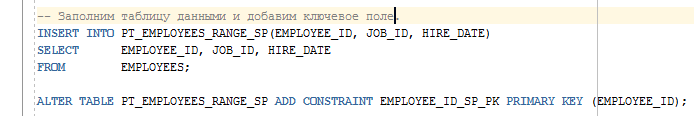 -- Заполним таблицу данными и добавим ключевое поле.
INSERT INTO PT_EMPLOYEES_RANGE_SP(EMPLOYEE_ID, JOB_ID, HIRE_DATE)
SELECT EMPLOYEE_ID, JOB_ID, HIRE_DATE
FROM EMPLOYEES;
ALTER TABLE PT_EMPLOYEES_RANGE_SP ADD CONSTRAINT EMPLOYEE_ID_SP_PK PRIMARY KEY (EMPLOYEE_ID);